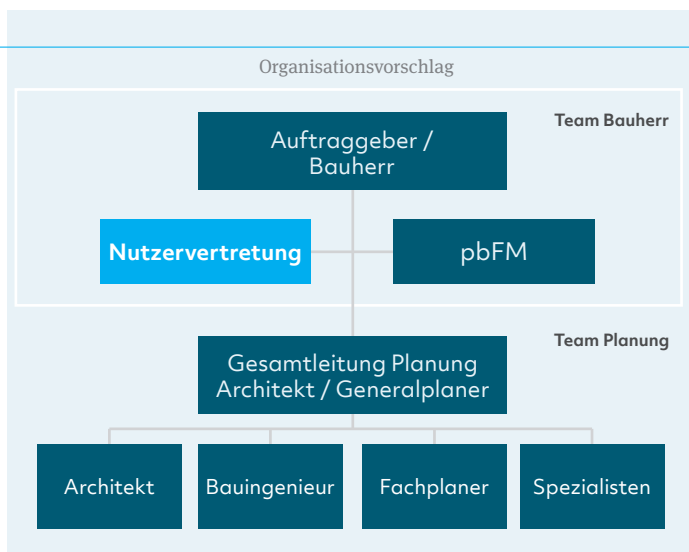 Organisationsvorschlag
Team Bauherr
Auftraggeber /
Bauherr
Nutzervertretung
pbFM
Team Planung
Gesamtleitung Planung
Architekt / Generalplaner
Architekt
Bauingenieur
Fachplaner
Spezialisten